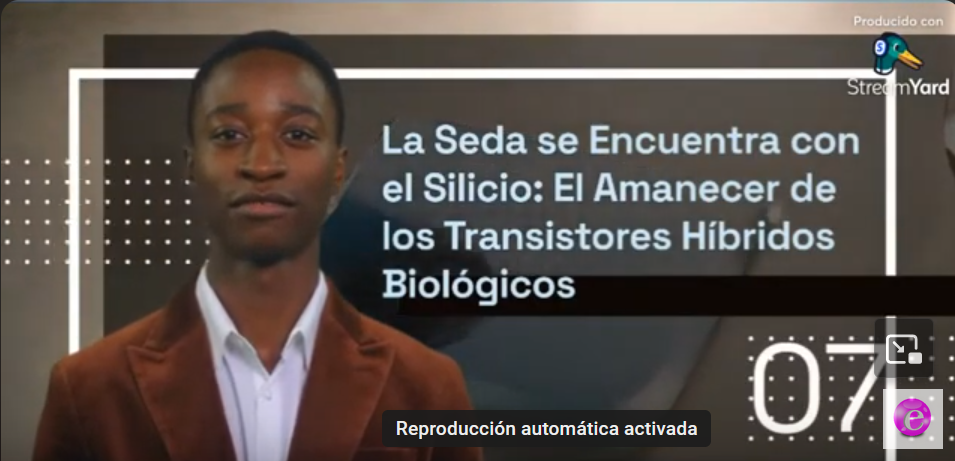 Producido con
StreamYard
La Seda se Encuentra con
el Silicio: El Amanecer de
los Transistores Híbridos
Biológicos
07
Reproducción automática activada
e